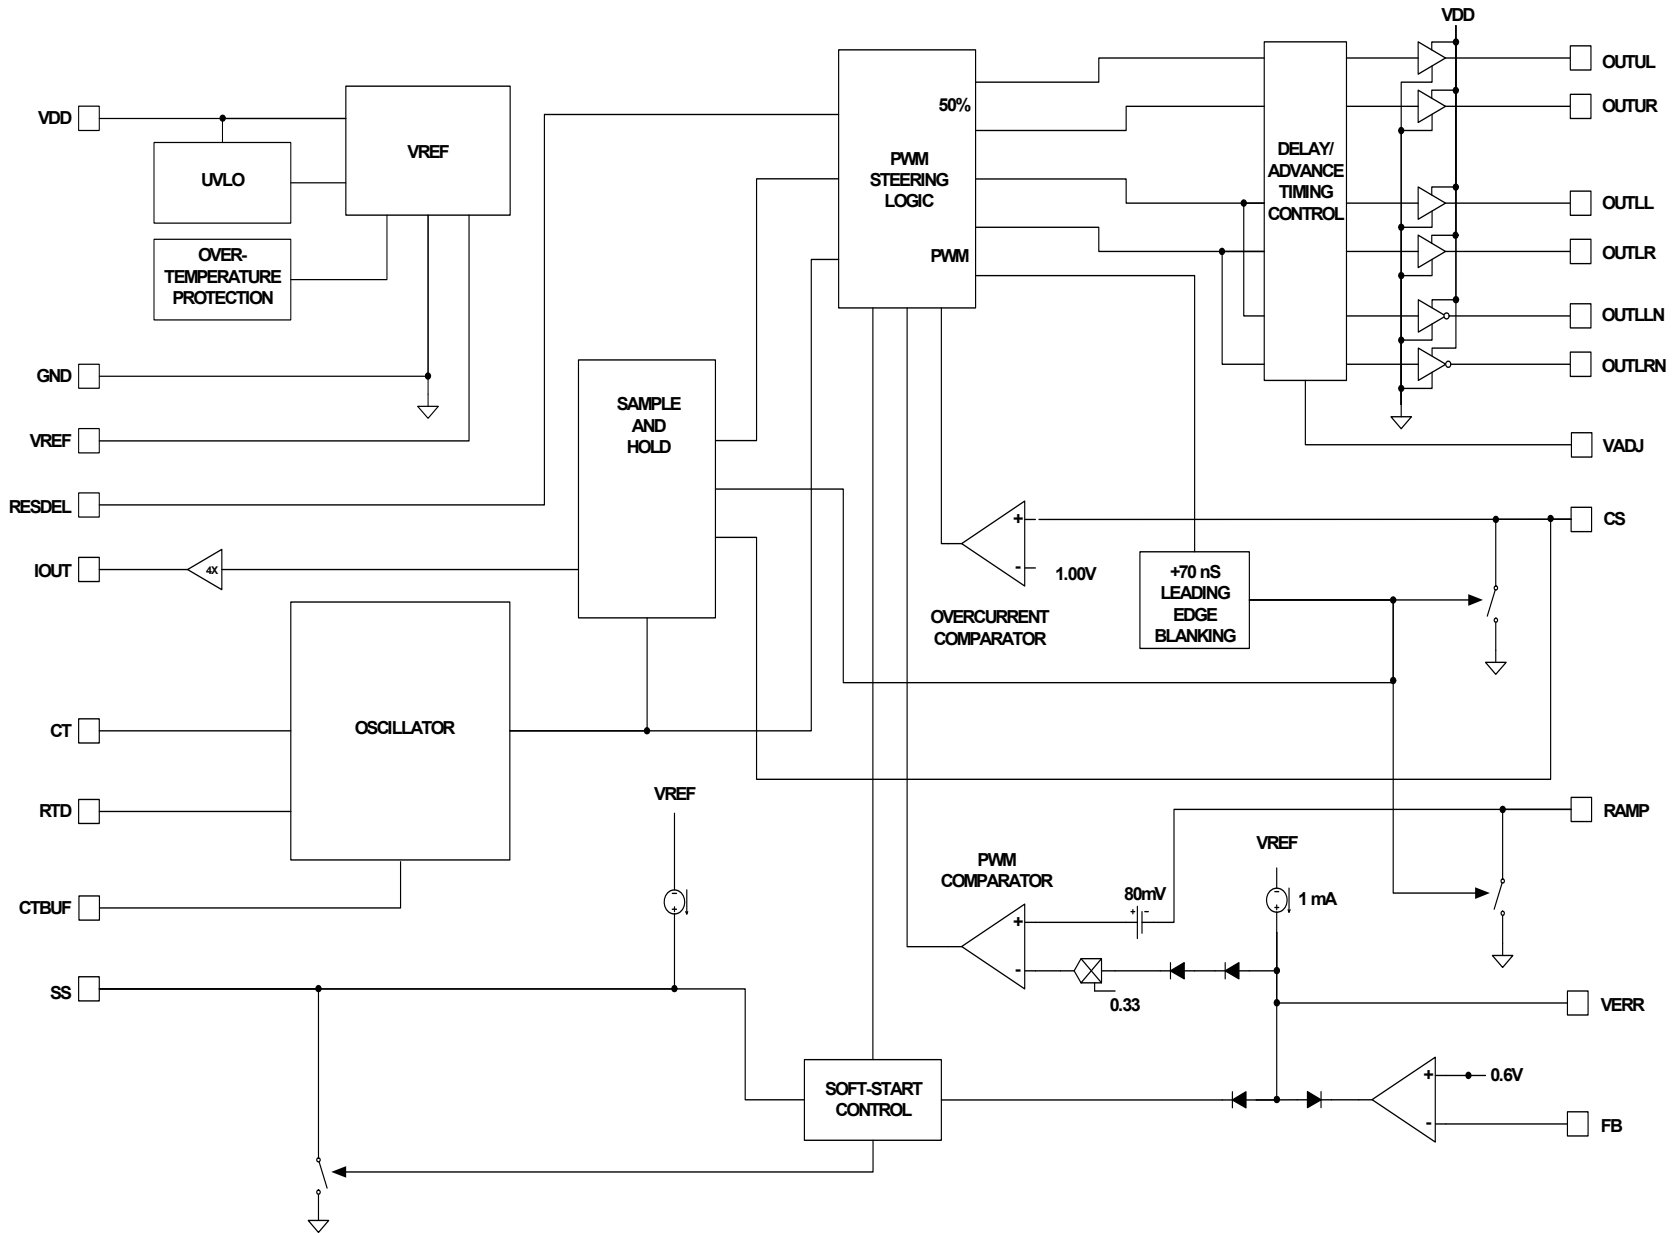 VDD
OUTUL
50%
OUTUR
VDD
VREF
UVLO
PWM
STEERING
LOGIC
DELAY/
ADVANCE
TIMING
CONTROL
OUTLL
OVER-
TEMPERATURE
PROTECTION
PWM
OUTLR
OUTLLN
GND
OUTLRN
SAMPLE
AND
HOLD
VREF
VADJ
RESDEL
+
CS
IOUT
4X
-
1.00V
+70 nS
LEADING
EDGE
BLANKING
OVERCURRENT
COMPARATOR
CT
OSCILLATOR
RTD
VREF
RAMP
VREF
PWM
COMPARATOR
80mV
1 mA
CTBUF
-
+
+
-
-
+
+
-
0.33
SS
VERR
SOFT-START
CONTROL
+
0.6V
-
FB